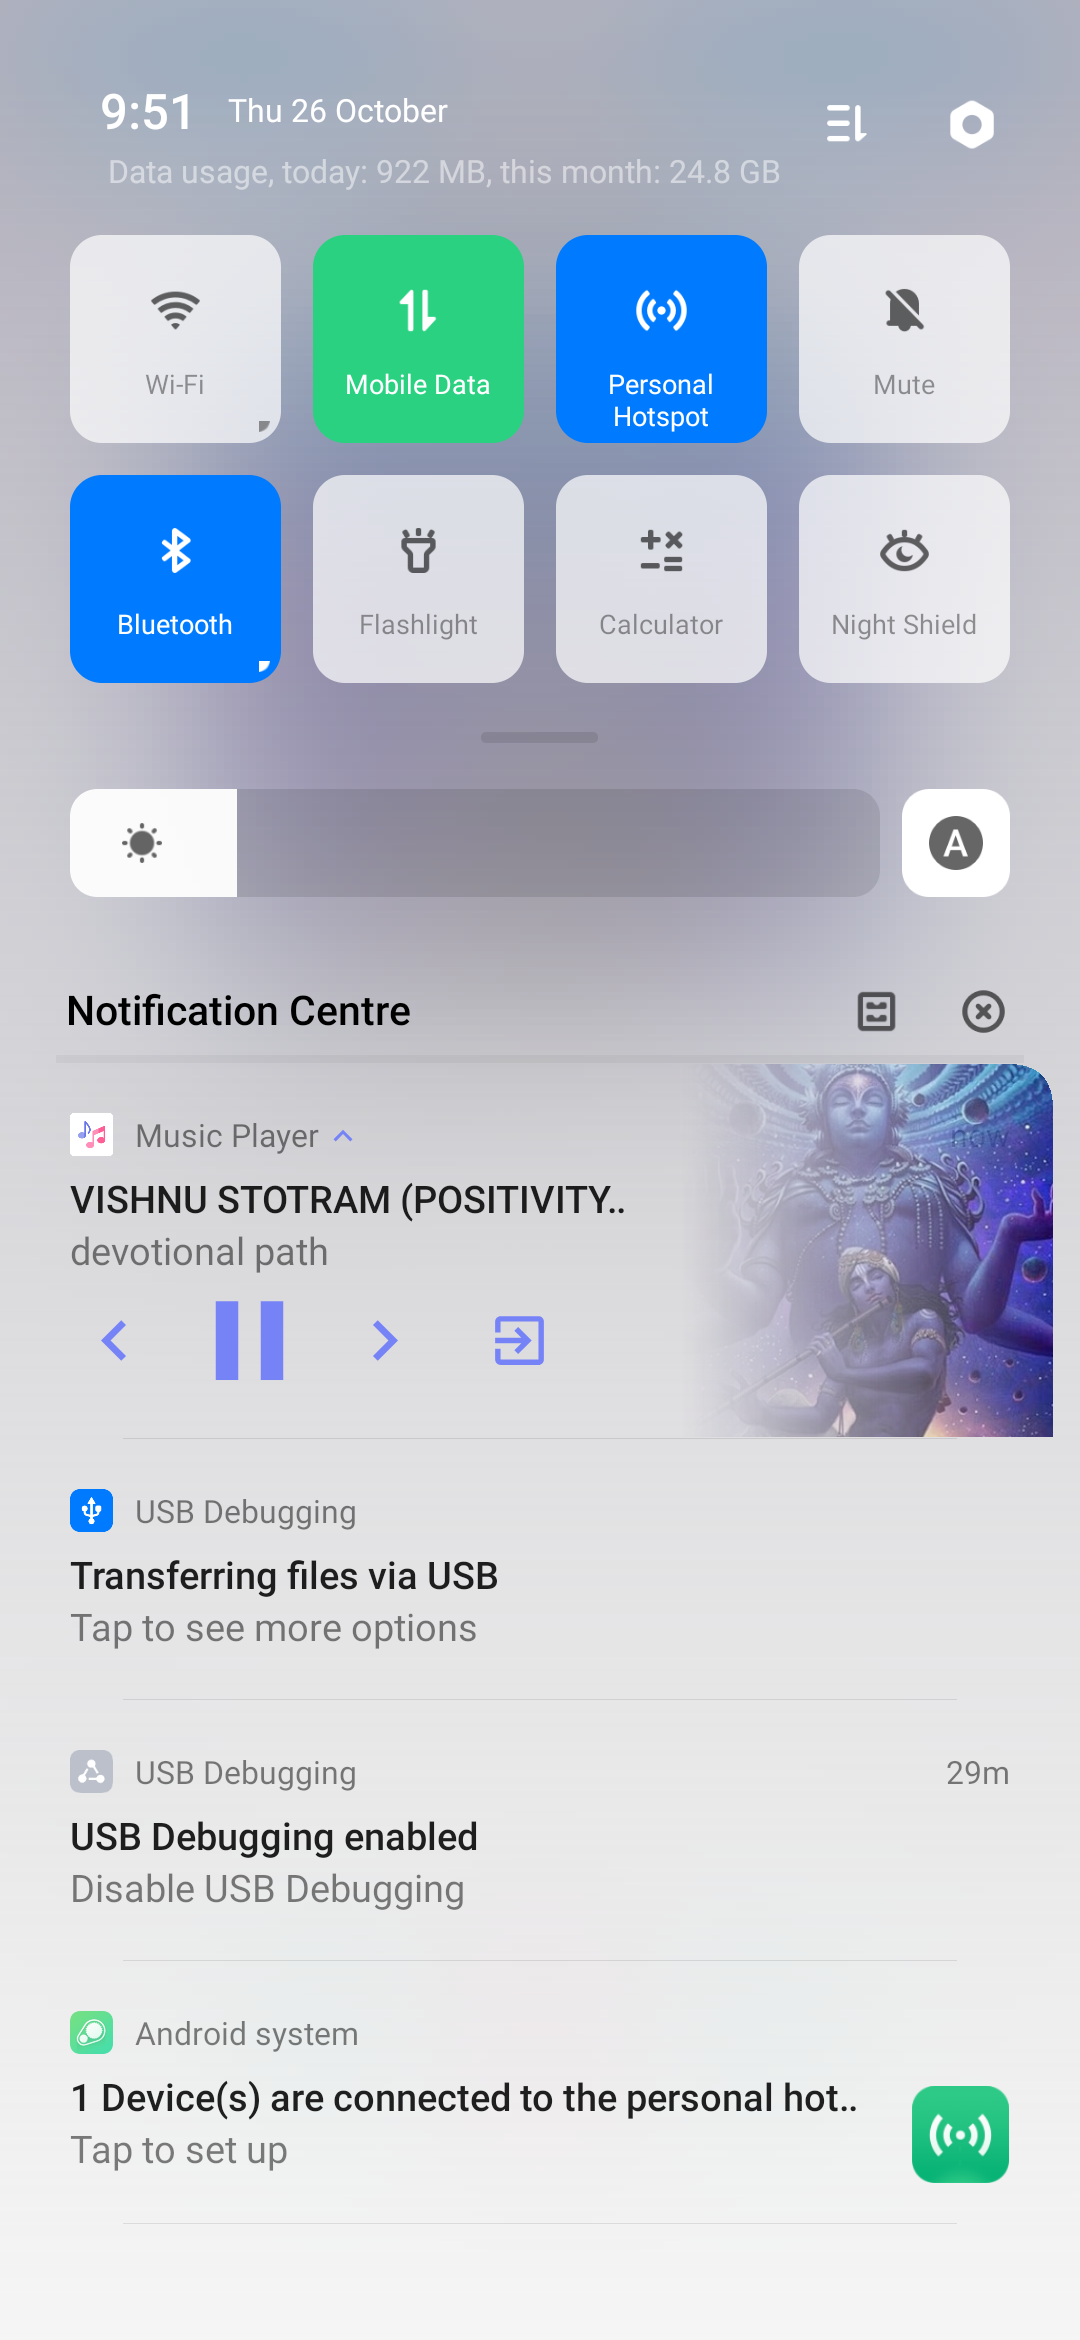 9:51 Thu 26 October
Data usage, today: 922 MB, this month: 24.8 GB
Wi-Fi
Mobile Data
Personal
Hotspot
Mute
Bluetooth
Flashlight
Calculator
Night Shield
A
Notification Centre
Music Player
now
VISHNU STOTRAM (POSITIVITY..
devotional path
USB Debugging
Transferring files via USB
Tap to see more options
USB Debugging 29m
USB Debugging enabled
Disable USB Debugging
Android system
1 Device(s) are connected to the personal hot..
Tap to set up